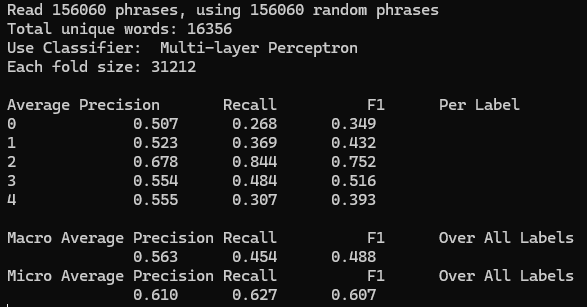 Read 156060 phrases, using 156060 random phrases
Total unique words: 16356
Use Classifier:  Multi-layer Perceptron
Each fold size: 31212
Average Precision       Recall          F1      Per Label
0             0.507      0.268      0.349
1             0.523      0.369      0.432
2             0.678      0.844      0.752
3             0.554      0.484      0.516
4             0.555      0.307      0.393
Macro Average Precision Recall          F1      Over All Labels
              0.563      0.454      0.488
Micro Average Precision Recall          F1      Over All Labels
              0.610      0.627      0.607